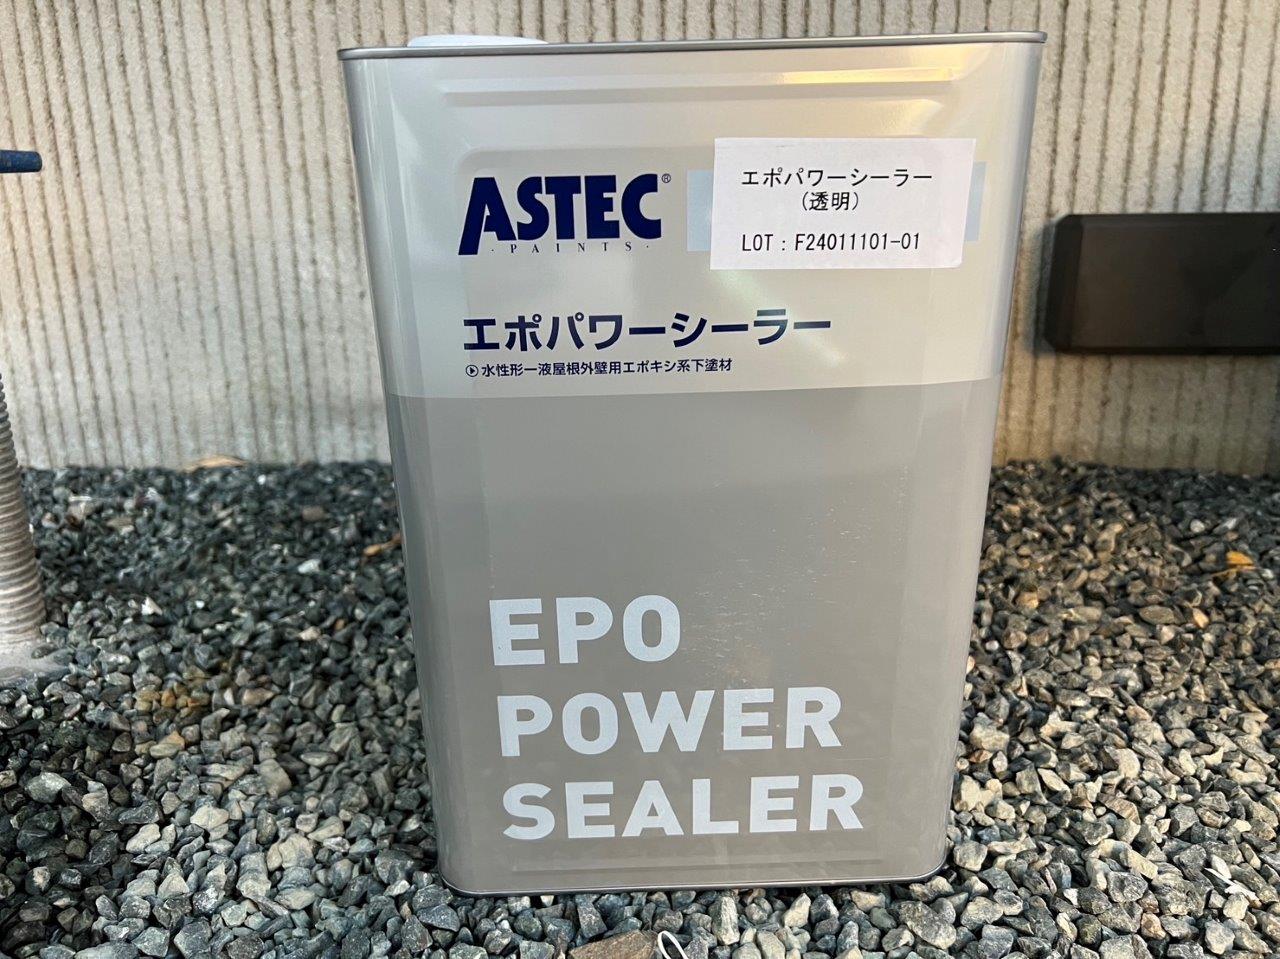 ASTEC®
・PAINTS・
エポパワーシーラー
(透明)
LOT : F24011101-01
エポパワーシーラー
水性形一液屋根外壁用エポキシ系下塗材
EPO
POWER
SEALER